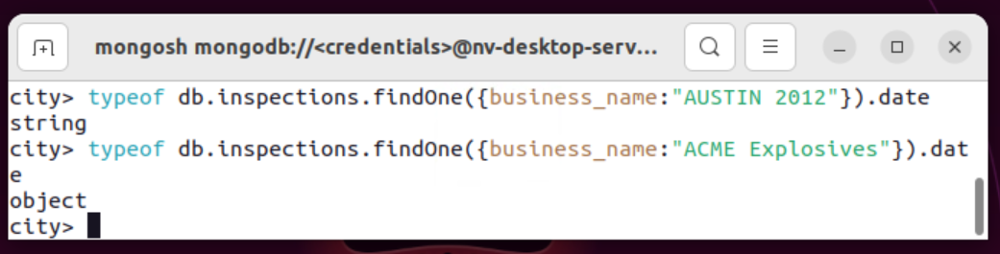 mongosh mongodb://<credentials>@nv-desktop-serv...
city> typeof db.inspections.findOne({business_name:"AUSTIN 2012"}).date
string
city> typeof db.inspections.findOne({business_name:"ACME Explosives"}).dat
e
object
city>